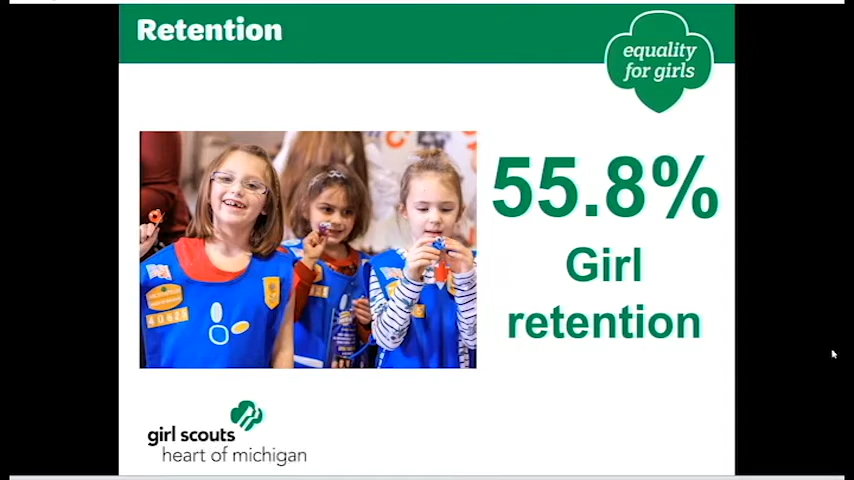 Retention
equality
for girls
55.8%
Girl
retention
girl scouts
heart of michigan